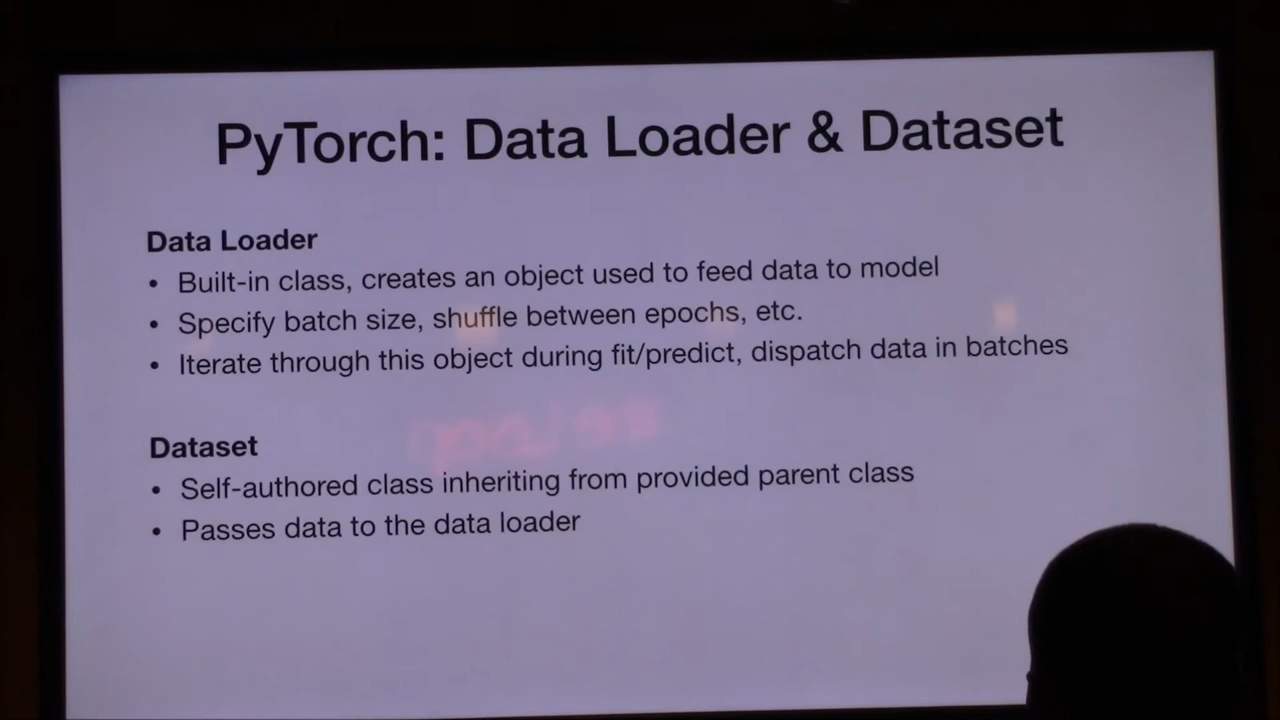 PyTorch: Data Loader & Dataset
Data Loader
• Built-in class, creates an object used to feed data to model
• Specify batch size, shuffle between epochs, etc.
• Iterate through this object during fit/predict, dispatch data in batches
Dataset
• Self-authored class inheriting from provided parent class
• Passes data to the data loader